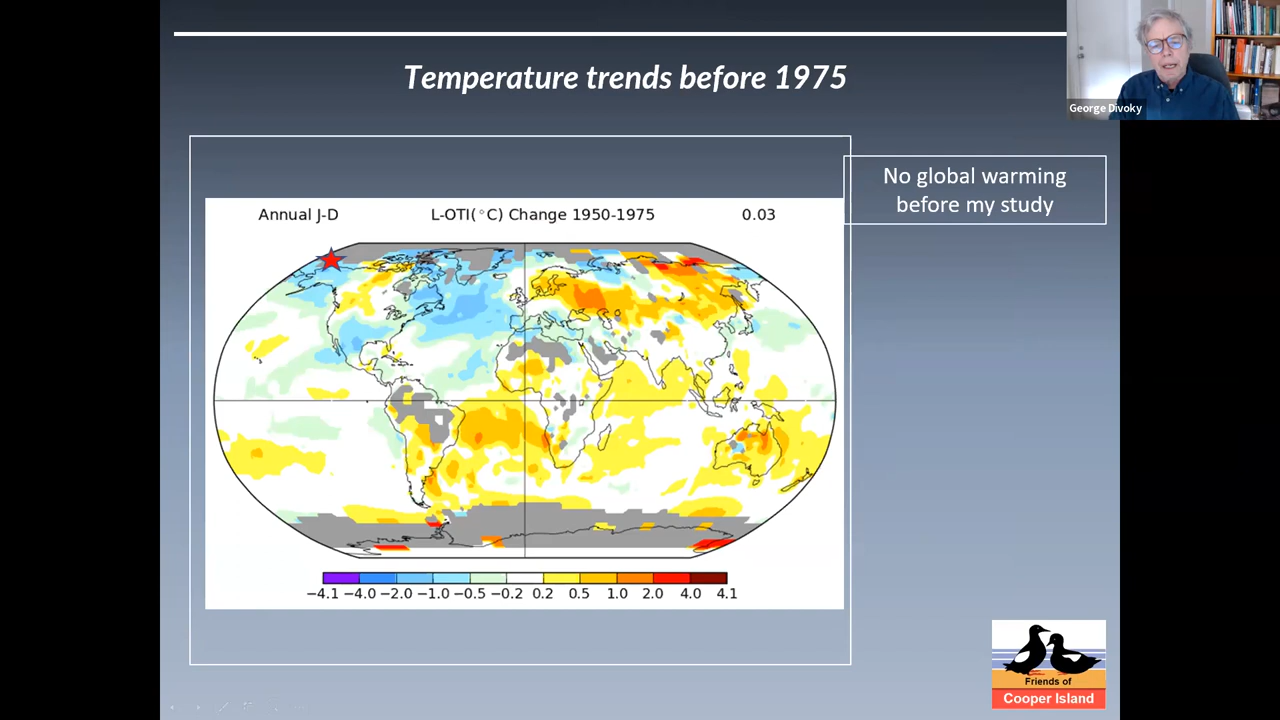 Temperature trends before 1975
George Divoky
No global warming
before my study
Annual J-D L-OTI(°C) Change 1950-1975 0.03
−4.1 −4.0 −2.0 −1.0 −0.5 −0.2 0.2 0.5 1.0 2.0 4.0 4.1
Friends of
Cooper Island